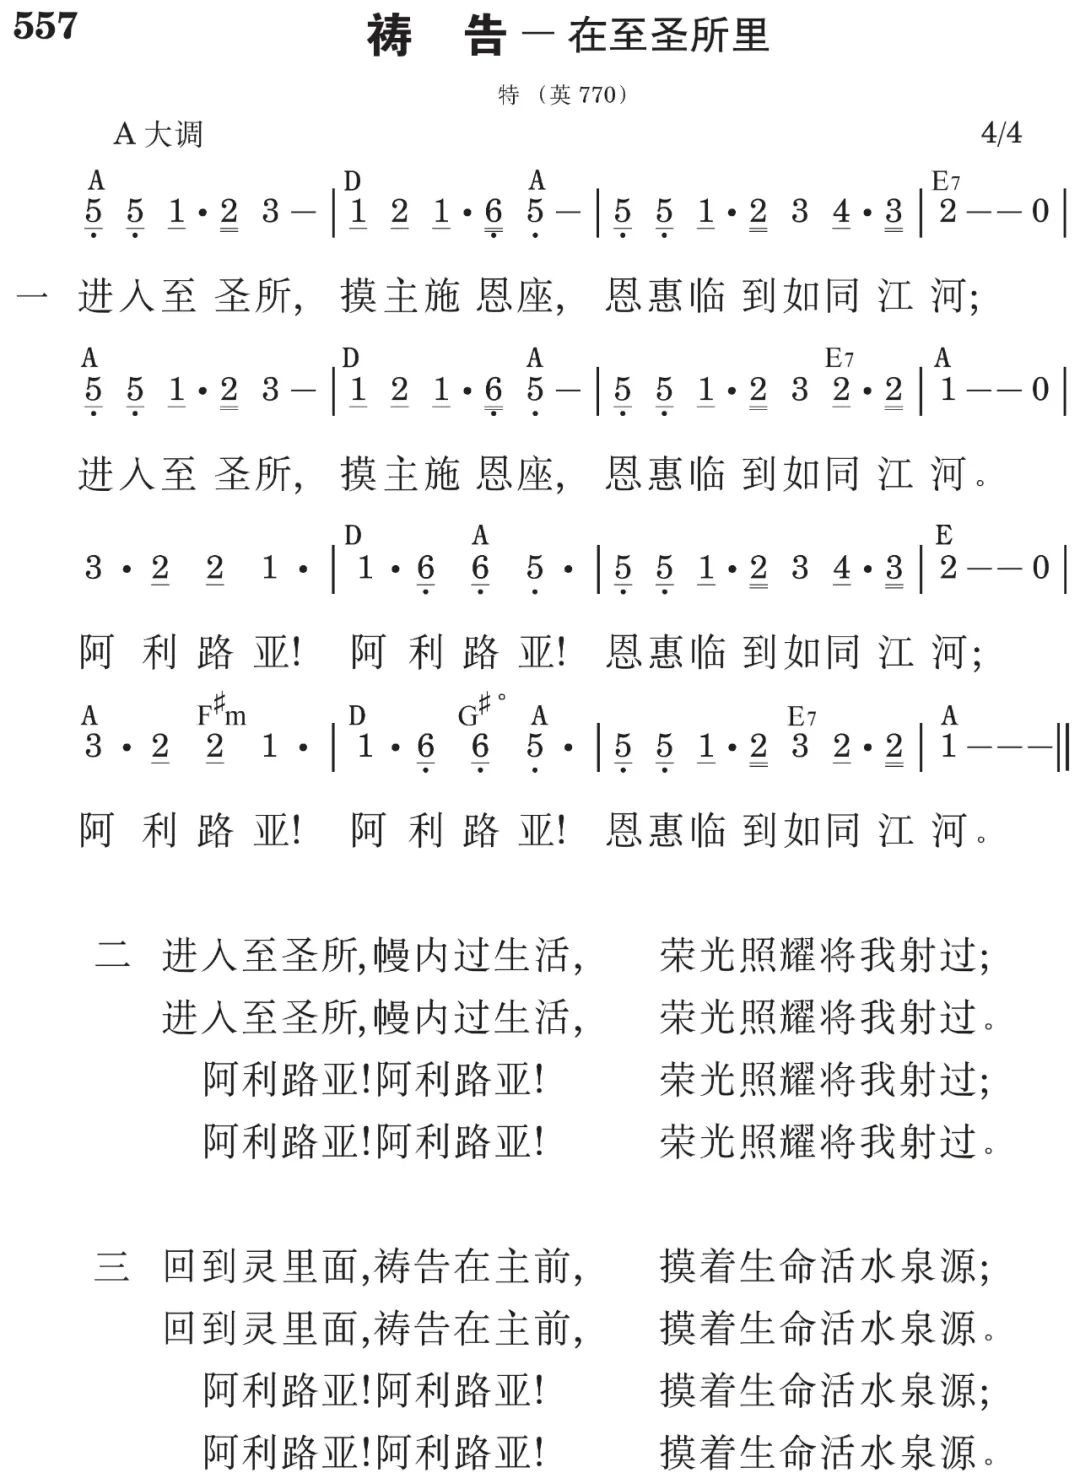 557
祷 告 — 在至圣所里
特 （英 770）
A 大调 4/4
A D A E7
5̣ 5̣ 1 · 2 3 – | 1 2 1 · 6̣ 5̣ – | 5̣ 5̣ 1 · 2 3 4 · 3 | 2 – – 0 |
一 进入至 圣所, 摸主施 恩座, 恩惠临 到如同 江 河;
A D A E7 A
5̣ 5̣ 1 · 2 3 – | 1 2 1 · 6̣ 5̣ – | 5̣ 5̣ 1 · 2 3 2 · 2 | 1 – – 0 |
进入至 圣所, 摸主施 恩座, 恩惠临 到如同 江 河。
D A E
3 · 2 2 1 · | 1 · 6̣ 6̣ 5̣ · | 5̣ 5̣ 1 · 2 3 4 · 3 | 2 – – 0 |
阿 利 路 亚! 阿 利 路 亚! 恩惠临 到如同 江 河;
A F♯m D G♯° A E7 A
3 · 2 2 1 · | 1 · 6̣ 6̣ 5̣ · | 5̣ 5̣ 1 · 2 3 2 · 2 | 1 – – – ‖
阿 利 路 亚! 阿 利 路 亚! 恩惠临 到如同 江 河。
二 进入至圣所,幔内过生活, 荣光照耀将我射过;
进入至圣所,幔内过生活, 荣光照耀将我射过。
阿利路亚!阿利路亚! 荣光照耀将我射过;
阿利路亚!阿利路亚! 荣光照耀将我射过。
三 回到灵里面,祷告在主前, 摸着生命活水泉源;
回到灵里面,祷告在主前, 摸着生命活水泉源。
阿利路亚!阿利路亚! 摸着生命活水泉源;
阿利路亚!阿利路亚! 摸着生命活水泉源。